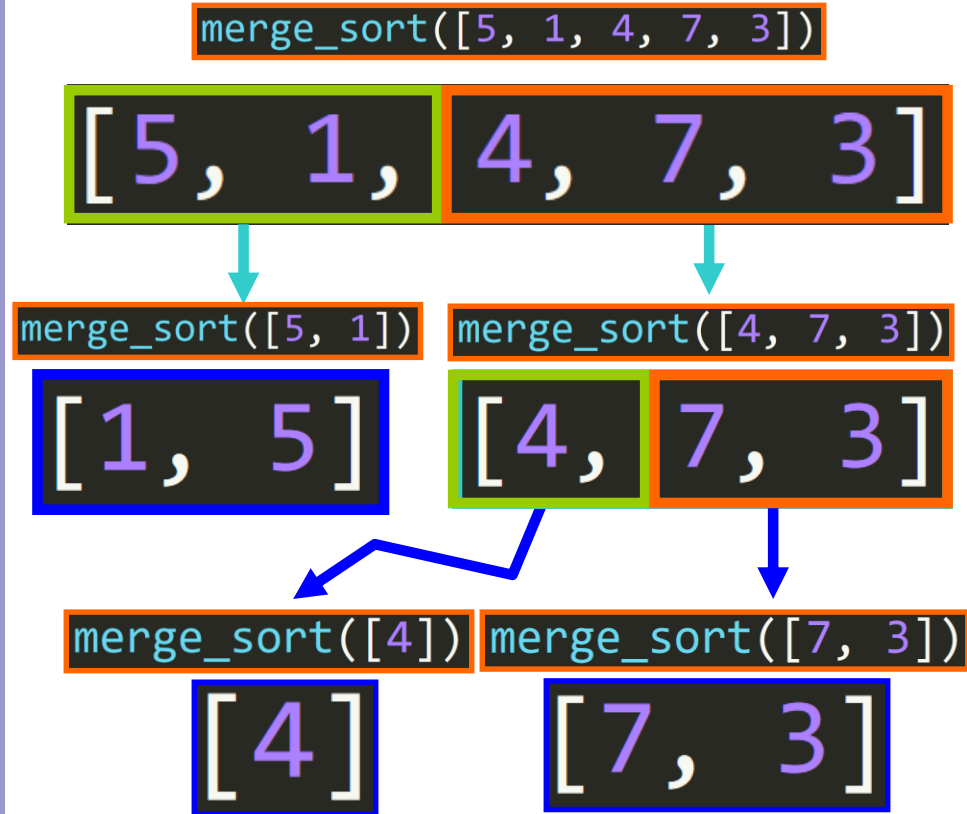 merge_sort([5, 1, 4, 7, 3])
[5, 1, 4, 7, 3]
merge_sort([5, 1])
merge_sort([4, 7, 3])
[1, 5]
[4, 7, 3]
merge_sort([4])
merge_sort([7, 3])
[4]
[7, 3]